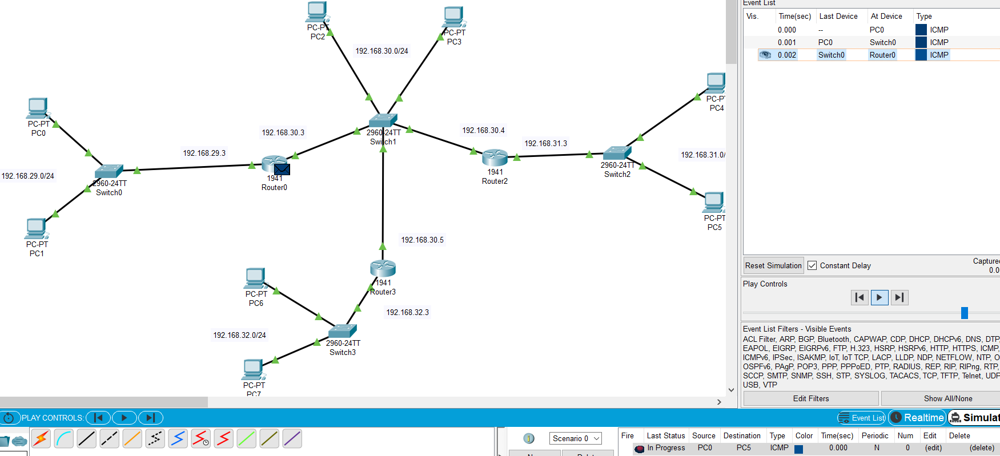 Event List
Vis. Time(sec) Last Device At Device Type
0.000 -- PC0 ICMP
0.001 PC0 Switch0 ICMP
0.002 Switch0 Router0 ICMP
PC-PT
PC2
PC-PT
PC3
192.168.30.0/24
PC-PT
PC4
PC-PT
PC0
192.168.30.3
2960-24TT
Switch1
192.168.30.4
192.168.31.3
192.168.29.3
192.168.31.0/
192.168.29.0/24
2960-24TT
Switch0
1941
Router0
1941
Router2
2960-24TT
Switch2
PC-PT
PC1
PC-PT
PC5
192.168.30.5
1941
Router3
PC-PT
PC6
192.168.32.3
192.168.32.0/24
2960-24TT
Switch3
PC-PT
PC7
Reset Simulation Constant Delay Captured
0.0
Play Controls
Event List Filters - Visible Events
ACL Filter, ARP, BGP, Bluetooth, CAPWAP, CDP, DHCP, DHCPv6, DNS, DTP,
EAPOL, EIGRP, EIGRPv6, FTP, H.323, HSRP, HSRPv6, HTTP, HTTPS, ICMP,
ICMPv6, IPSec, ISAKMP, IoT, IoT TCP, LACP, LLDP, NDP, NETFLOW, NTP, O
OSPFv6, PAgP, POP3, PPP, PPPoED, PTP, RADIUS, REP, RIP, RIPng, RTP,
SCCP, SMTP, SNMP, SSH, STP, SYSLOG, TACACS, TCP, TFTP, Telnet, UDP
USB, VTP
Edit Filters Show All/None
PLAY CONTROLS: Event List Realtime Simulat
Scenario 0
Fire Last Status Source Destination Type Color Time(sec) Periodic Num Edit Delete
In Progress PC0 PC5 ICMP 0.000 N 0 (edit) (delete)